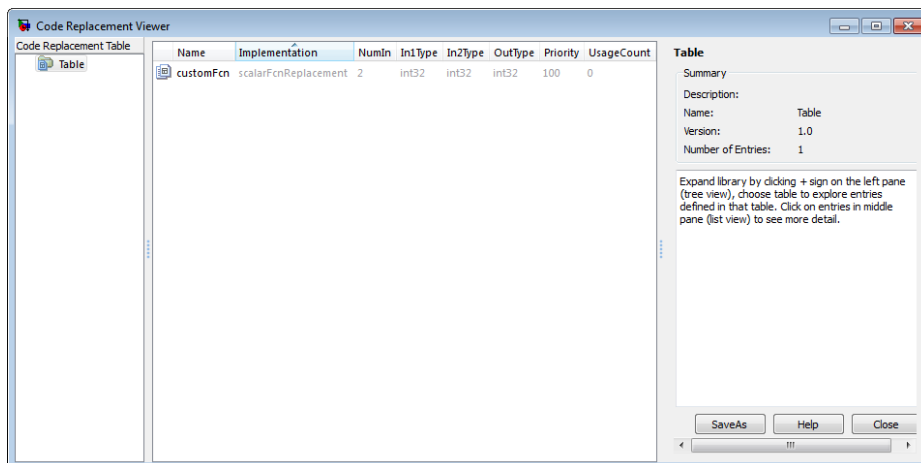 Code Replacement Viewer
Code Replacement Table
Table
Name Implementation NumIn In1Type In2Type OutType Priority UsageCount
customFcn scalarFcnReplacement 2 int32 int32 int32 100 0
Table
Summary
Description:
Name: Table
Version: 1.0
Number of Entries: 1
Expand library by clicking + sign on the left pane
(tree view), choose table to explore entries
defined in that table. Click on entries in middle
pane (list view) to see more detail.
SaveAs Help Close